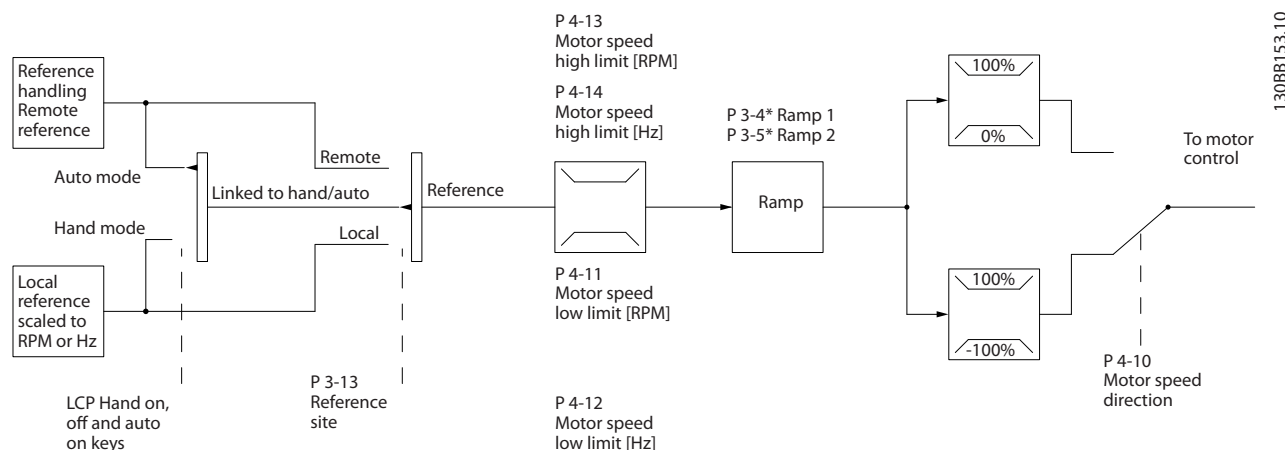 Reference
handling
Remote
reference
Auto mode
Hand mode
Local
reference
scaled to
RPM or Hz
LCP Hand on,
off and auto
on keys
Linked to hand/auto
Remote
Local
P 3-13
Reference
site
Reference
P 4-13
Motor speed
high limit [RPM]
P 4-14
Motor speed
high limit [Hz]
P 4-11
Motor speed
low limit [RPM]
P 4-12
Motor speed
low limit [Hz]
P 3-4* Ramp 1
P 3-5* Ramp 2
Ramp
100%
0%
100%
-100%
To motor
control
P 4-10
Motor speed
direction
130BB153.10